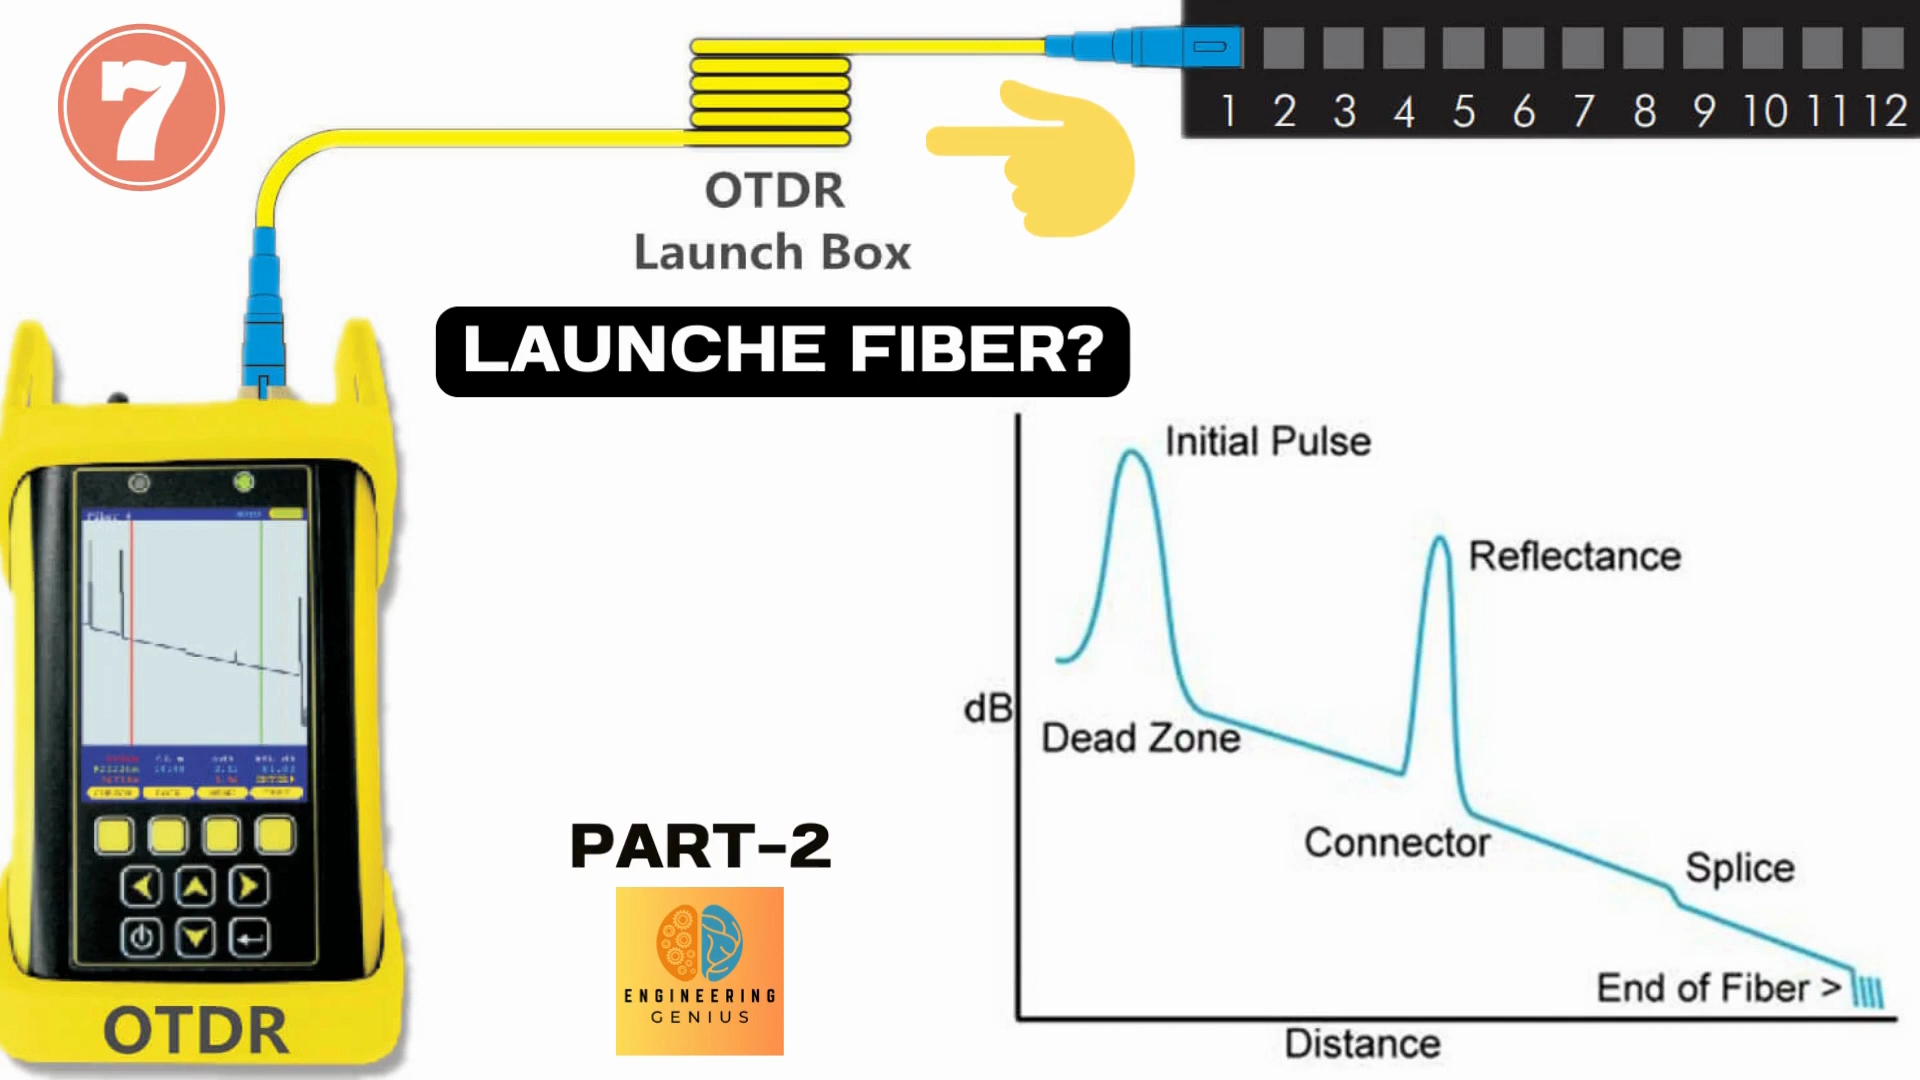 7
1 2 3 4 5 6 7 8 9 10 11 12
OTDR
Launch Box
LAUNCHE FIBER?
Initial Pulse
Reflectance
dB
Dead Zone
Connector
Splice
End of Fiber >
Distance
PART-2
ENGINEERING
GENIUS
OTDR